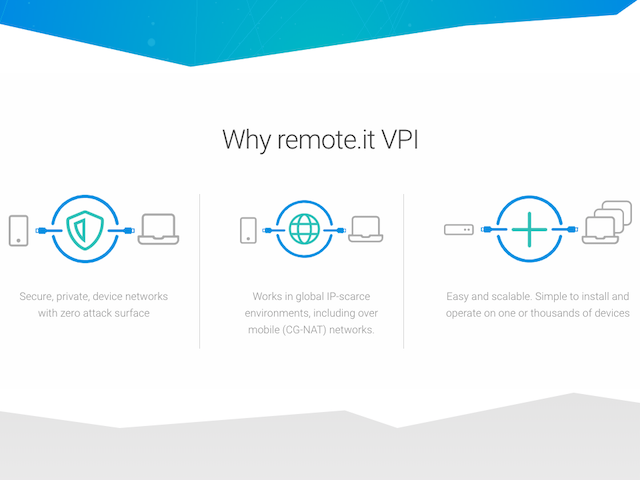 Why remote.it VPI
Secure, private, device networks
with zero attack surface
Works in global IP-scarce
environments, including over
mobile (CG-NAT) networks.
Easy and scalable. Simple to install and
operate on one or thousands of devices